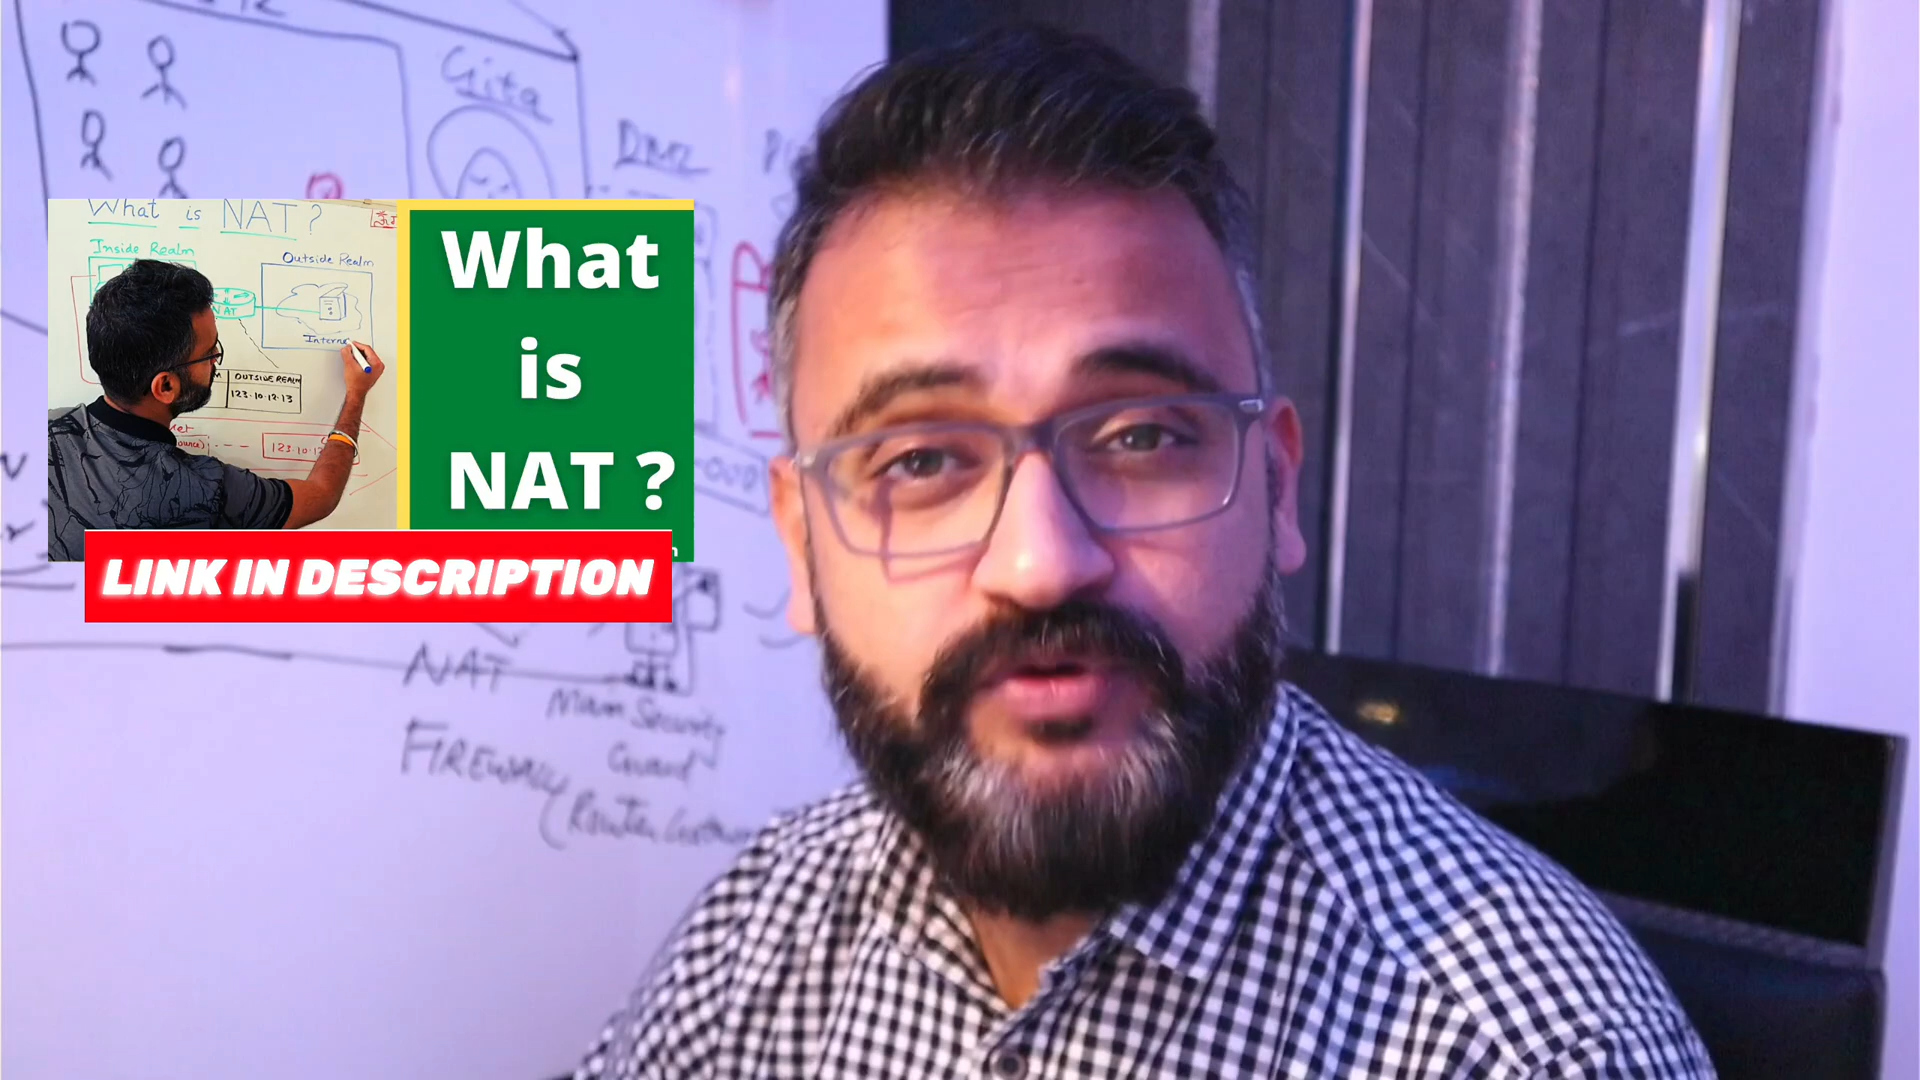 Gita
DMZ
What is NAT?
Inside Realm
Outside Realm
NAT
OUTSIDE REALM
123.10.12.13
What
is
NAT ?
LINK IN DESCRIPTION
NAT
Main Security
Guard
FIREWALL
(Router